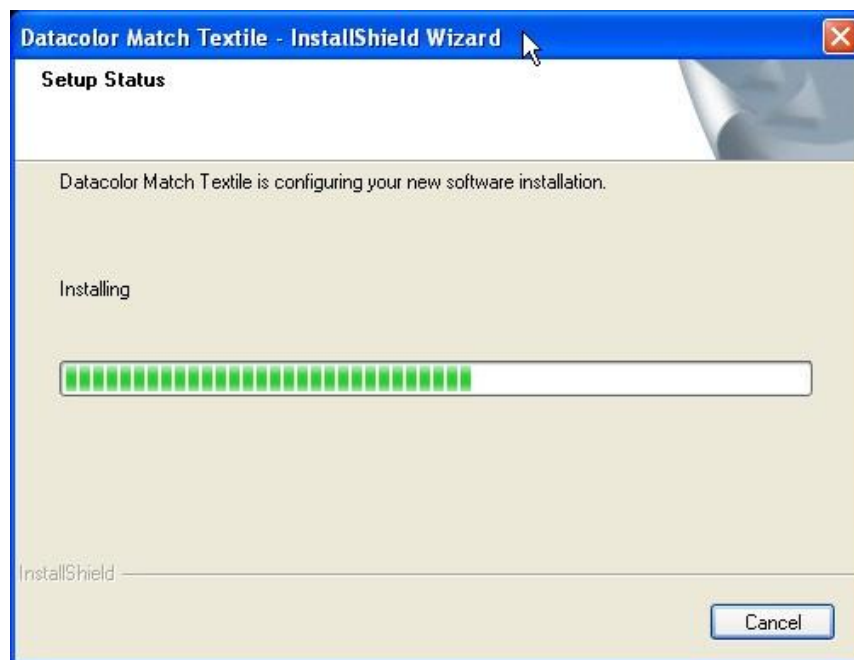 Datacolor Match Textile - InstallShield Wizard
Setup Status
Datacolor Match Textile is configuring your new software installation.
Installing
InstallShield
Cancel